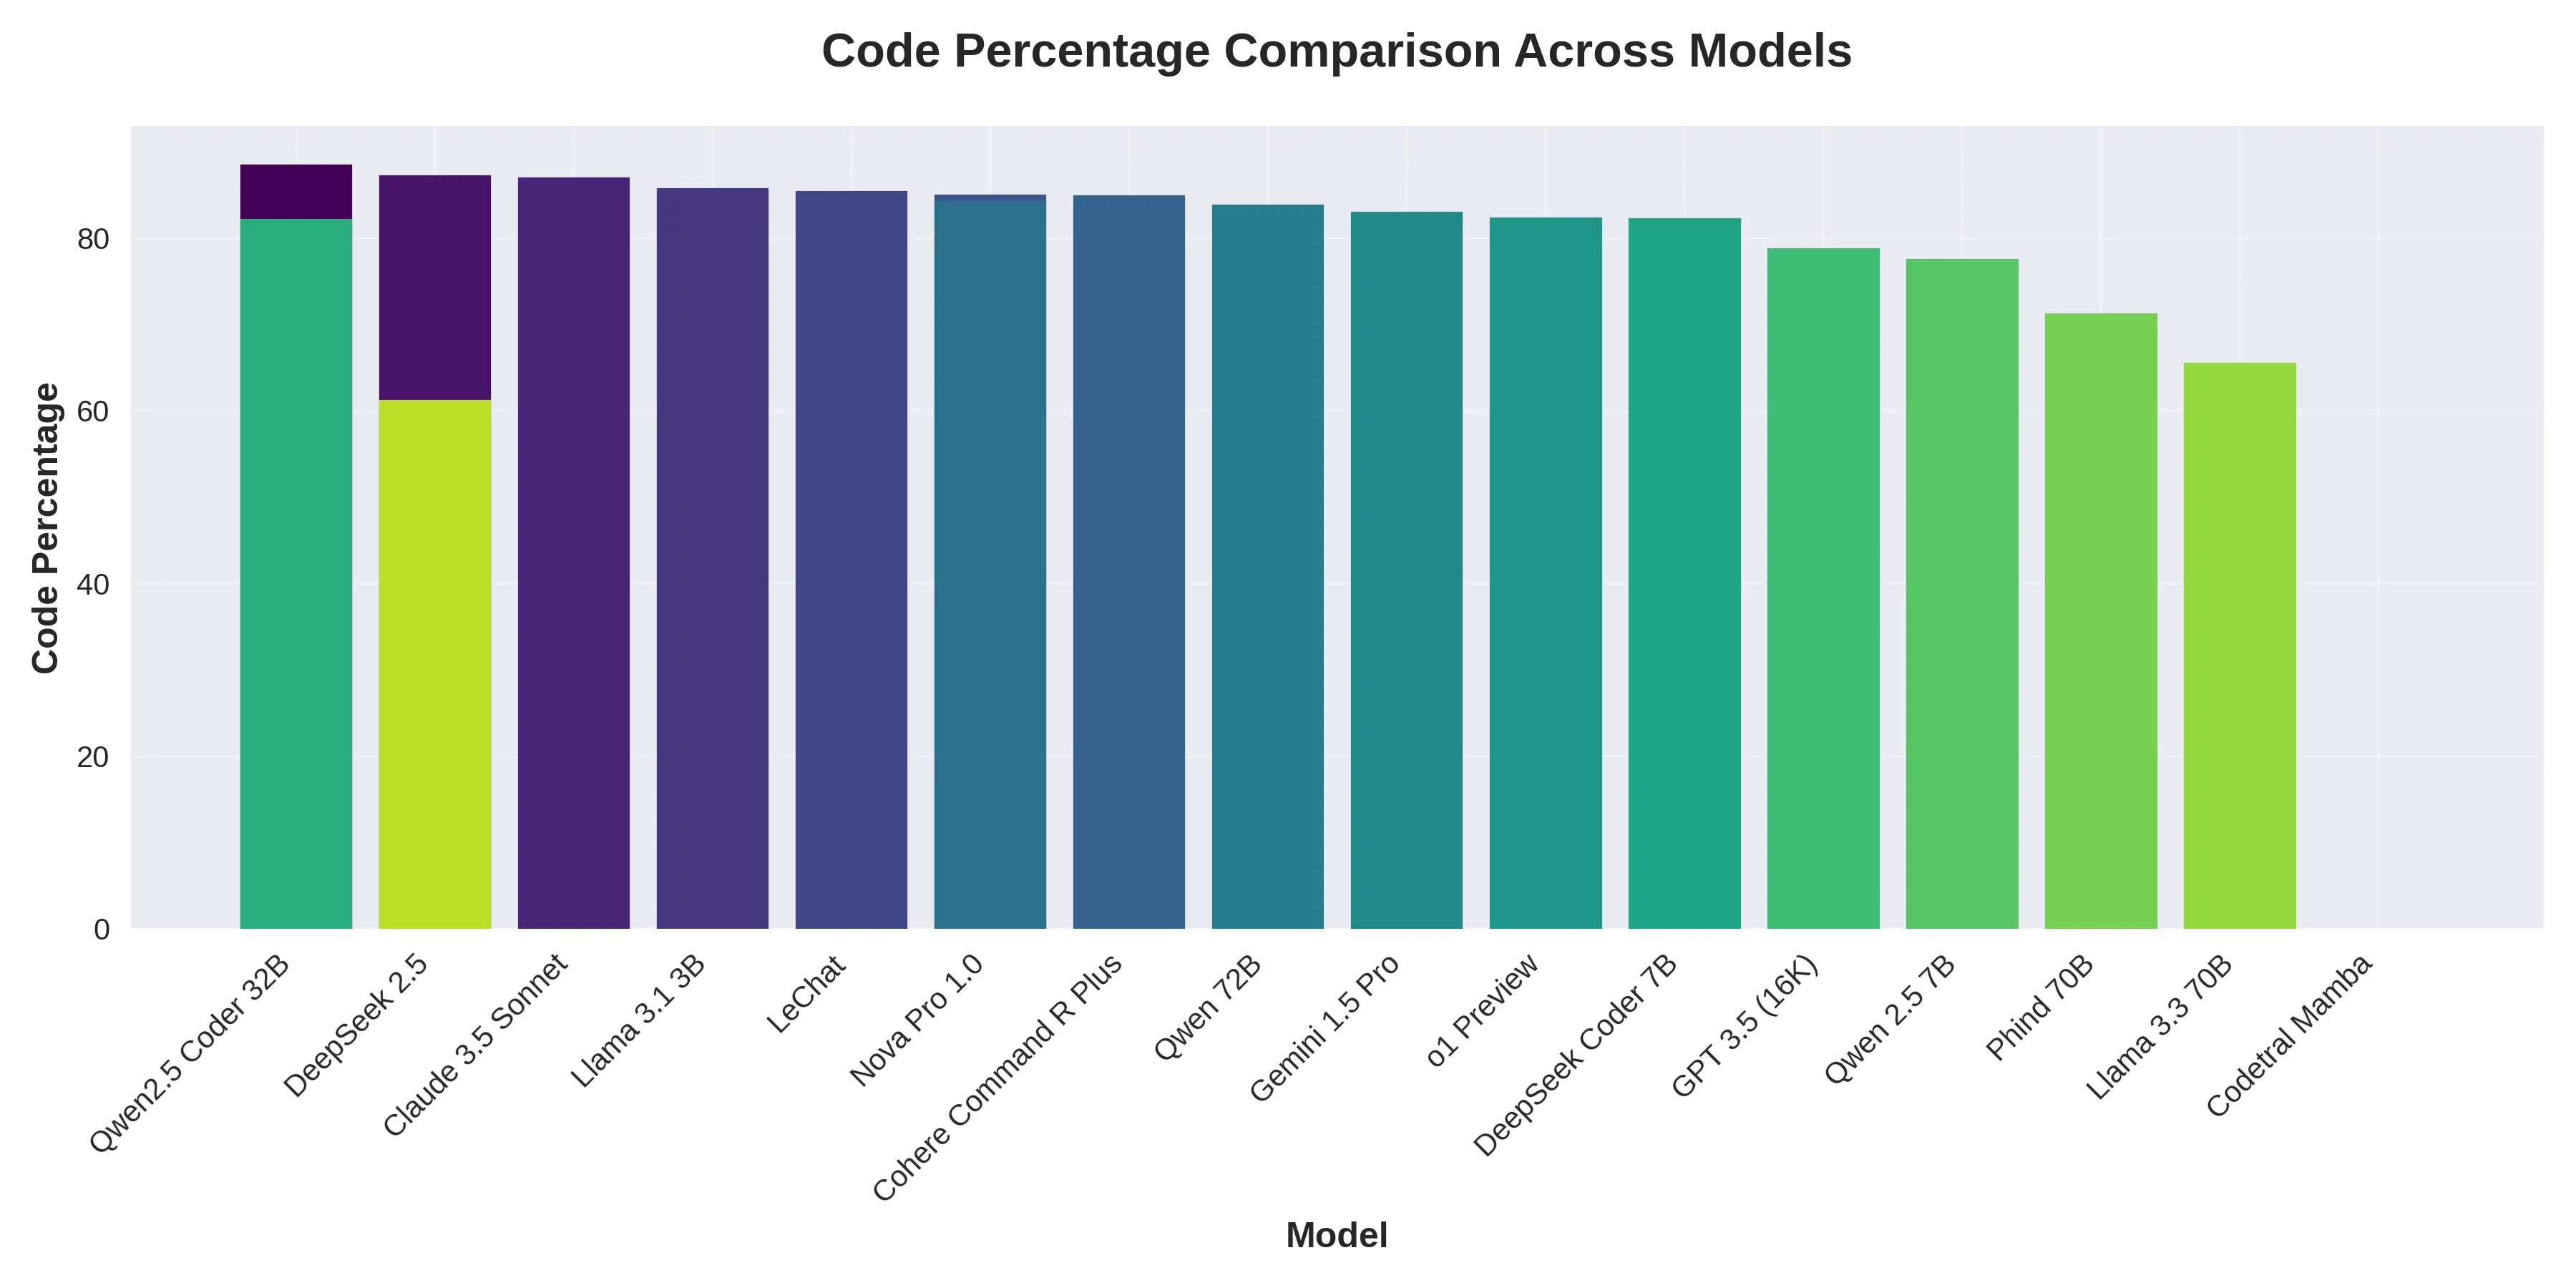 Code Percentage Comparison Across Models
Code Percentage
80
60
40
20
0
Qwen2.5 Coder 32B
DeepSeek 2.5
Claude 3.5 Sonnet
Llama 3.1 3B
LeChat
Nova Pro 1.0
Cohere Command R Plus
Qwen 72B
Gemini 1.5 Pro
o1 Preview
DeepSeek Coder 7B
GPT 3.5 (16K)
Qwen 2.5 7B
Phind 70B
Llama 3.3 70B
Codetral Mamba
Model